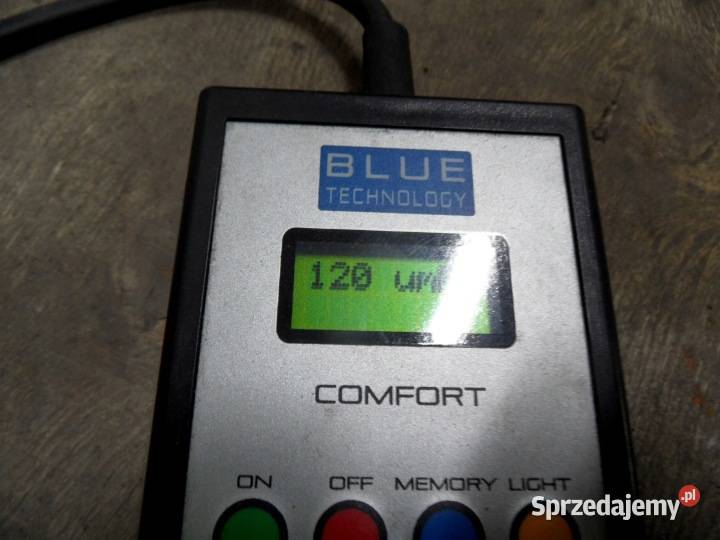 BLUE
TECHNOLOGY
120 um
COMFORT
ON OFF MEMORY LIGHT
Sprzedajemy.pl